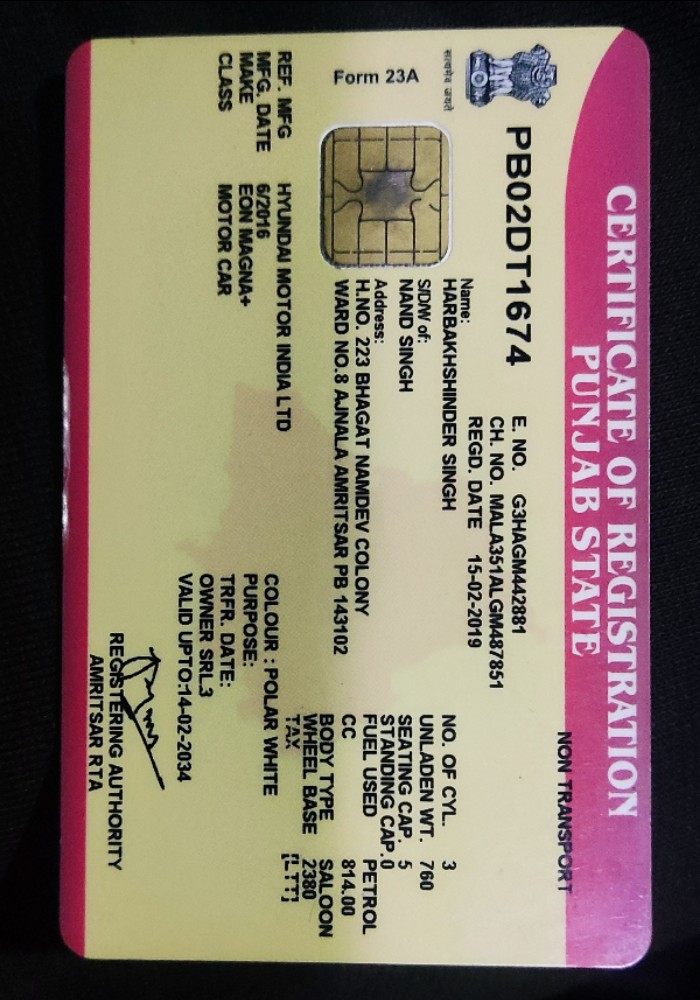 CERTIFICATE OF REGISTRATION
PUNJAB STATE
NON TRANSPORT
सत्यमेव जयते
PB02DT1674
Form 23A
E. NO. G3HAGM442881
CH. NO. MALA351ALGM487851
REGD. DATE 15-02-2019
Name:
HARBAKHSHINDER SINGH
S/D/W of:
NAND SINGH
Address:
H.NO. 223 BHAGAT NAMDEV COLONY
WARD NO.8 AJNALA AMRITSAR PB 143102
NO. OF CYL. 3
UNLADEN WT. 760
SEATING CAP. 5
STANDING CAP. 0
FUEL USED PETROL
CC 814.00
BODY TYPE SALOON
WHEEL BASE 2380
TAX [LTT]
REF. MFG HYUNDAI MOTOR INDIA LTD
MFG. DATE 6/2016
MAKE EON MAGNA+
CLASS MOTOR CAR
COLOUR : POLAR WHITE
PURPOSE:
TRFR. DATE:
OWNER SRL.3
VALID UPTO:14-02-2034
REGISTERING AUTHORITY
AMRITSAR RTA